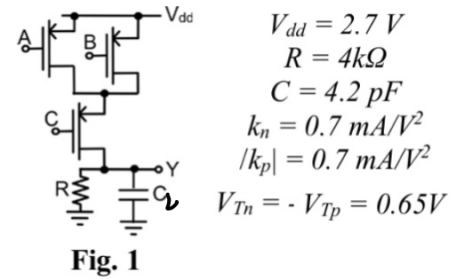 Vdd
A
B
C
Y
R
C
Fig. 1
Vdd = 2.7 V
R = 4kΩ
C = 4.2 pF
kn = 0.7 mA/V²
/kp| = 0.7 mA/V²
VTn = - VTp = 0.65V